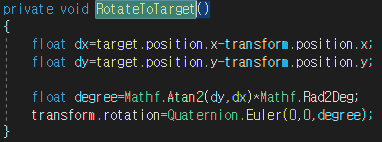 private void RotateToTarget()
{
float dx=target.position.x-transform.position.x;
float dy=target.position.y-transform.position.y;
float degree=Mathf.Atan2(dy,dx)*Mathf.Rad2Deg;
transform.rotation=Quaternion.Euler(0,0,degree);
}